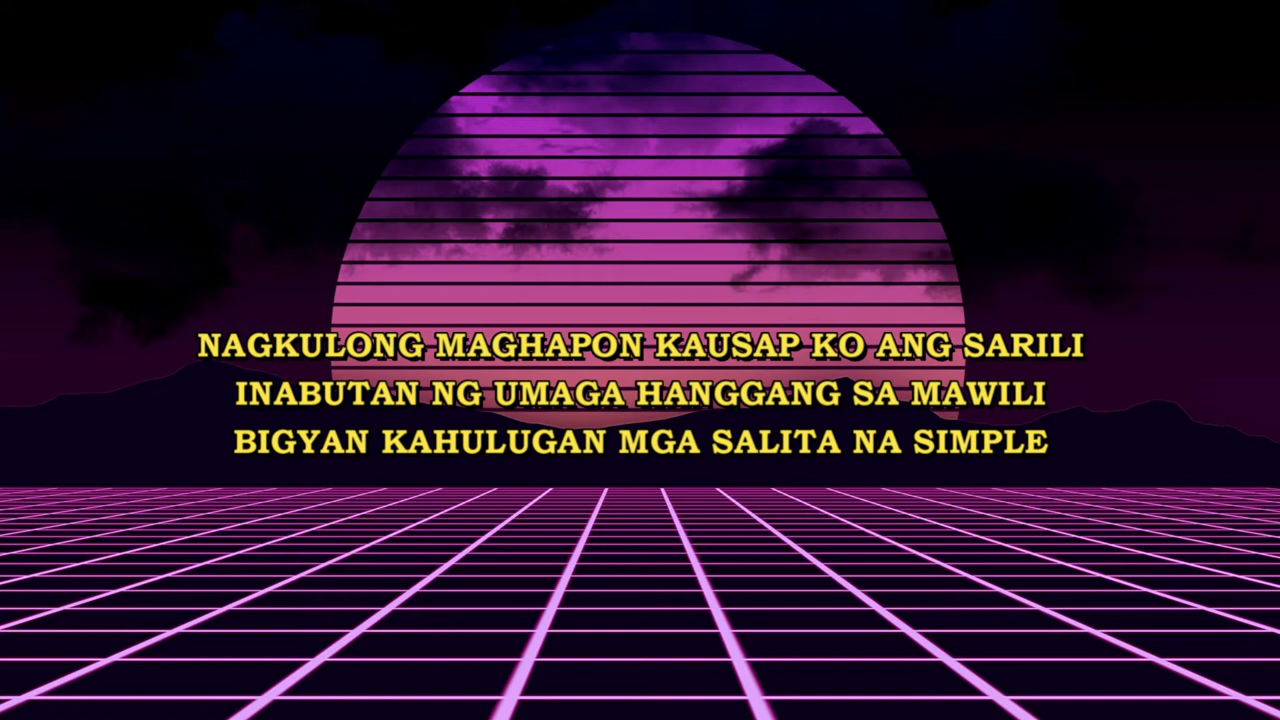 NAGKULONG MAGHAPON KAUSAP KO ANG SARILI
INABUTAN NG UMAGA HANGGANG SA MAWILI
BIGYAN KAHULUGAN MGA SALITA NA SIMPLE